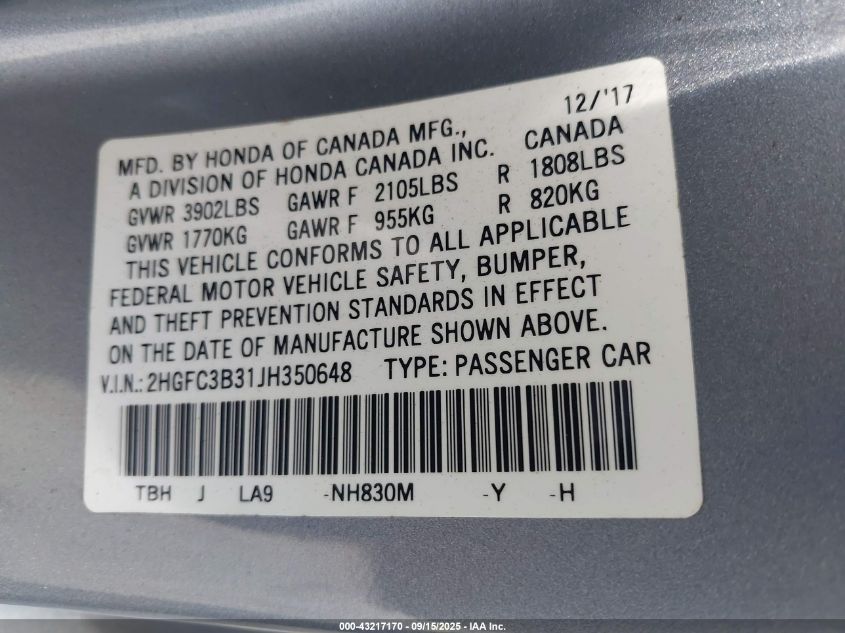 12/'17
MFD. BY HONDA OF CANADA MFG.,
A DIVISION OF HONDA CANADA INC. CANADA
GVWR 3902LBS GAWR F 2105LBS R 1808LBS
GVWR 1770KG GAWR F 955KG R 820KG
THIS VEHICLE CONFORMS TO ALL APPLICABLE
FEDERAL MOTOR VEHICLE SAFETY, BUMPER,
AND THEFT PREVENTION STANDARDS IN EFFECT
ON THE DATE OF MANUFACTURE SHOWN ABOVE.
V.I.N.: 2HGFC3B31JH350648 TYPE: PASSENGER CAR
TBH J LA9 -NH830M -Y -H
000-43217170 - 09/15/2025 - IAA Inc.